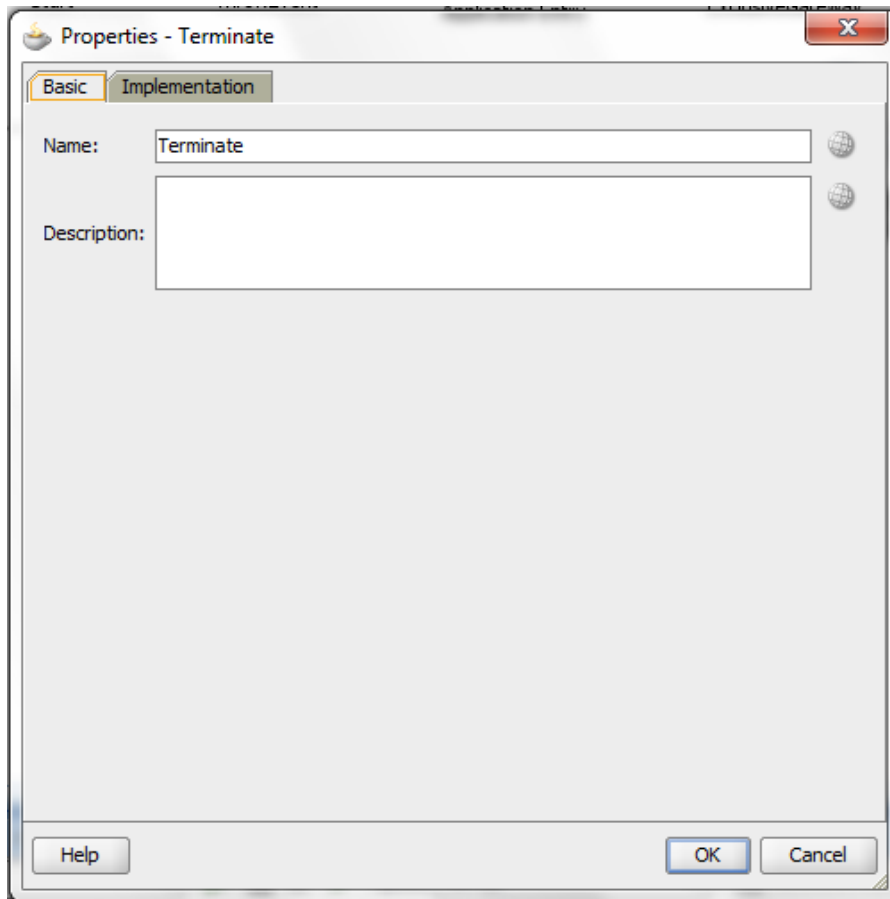 Properties - Terminate
Basic Implementation
Name: Terminate
Description:
Help OK Cancel